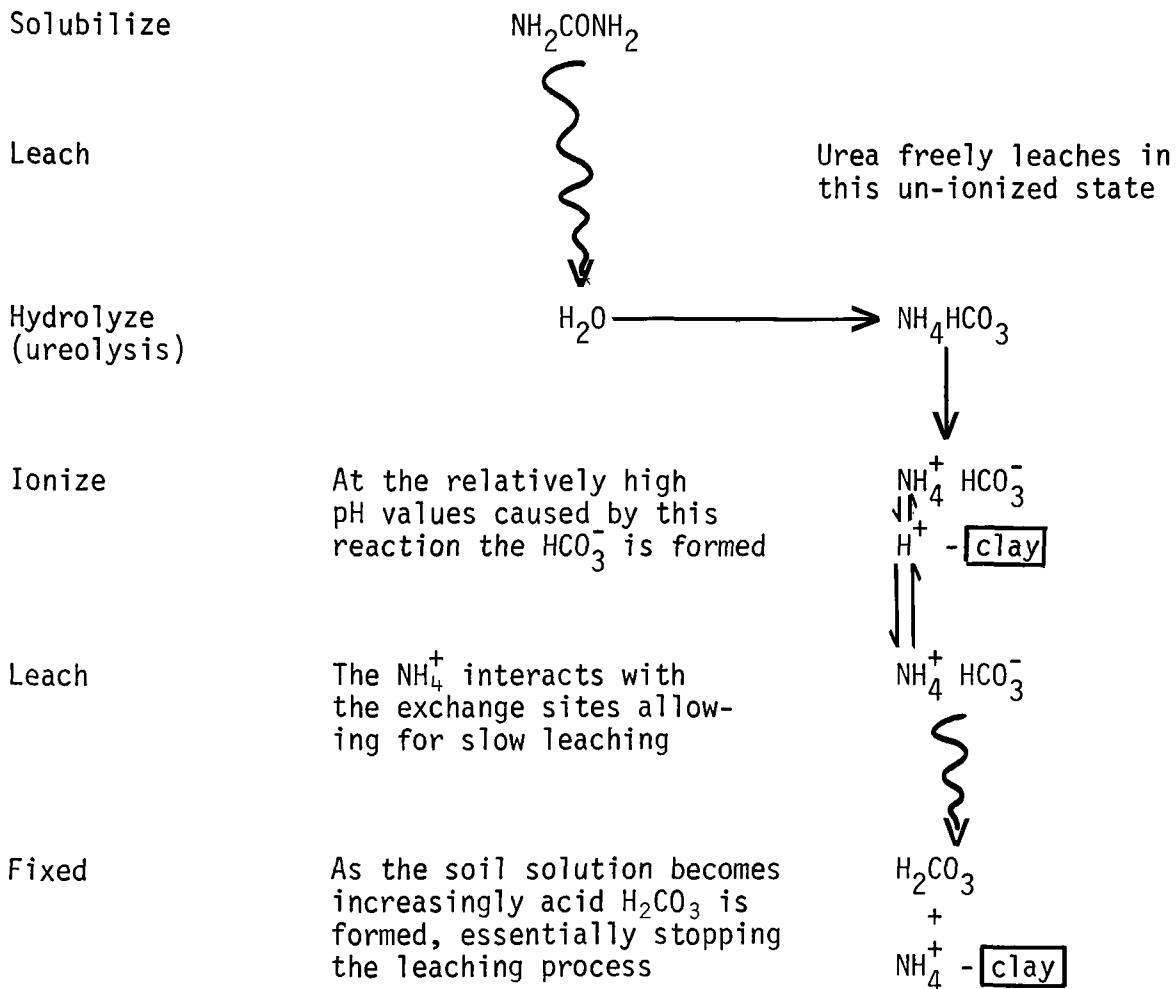 Solubilize NH₂CONH₂
Leach Urea freely leaches in
this un-ionized state
Hydrolyze H₂O NH₄HCO₃
(ureolysis)
Ionize At the relatively high NH₄⁺ HCO₃⁻
pH values caused by this
reaction the HCO₃⁻ is formed H⁺ - clay
Leach The NH₄⁺ interacts with NH₄⁺ HCO₃⁻
the exchange sites allow-
ing for slow leaching
Fixed As the soil solution becomes H₂CO₃
increasingly acid H₂CO₃ is
formed, essentially stopping +
the leaching process NH₄⁺ - clay